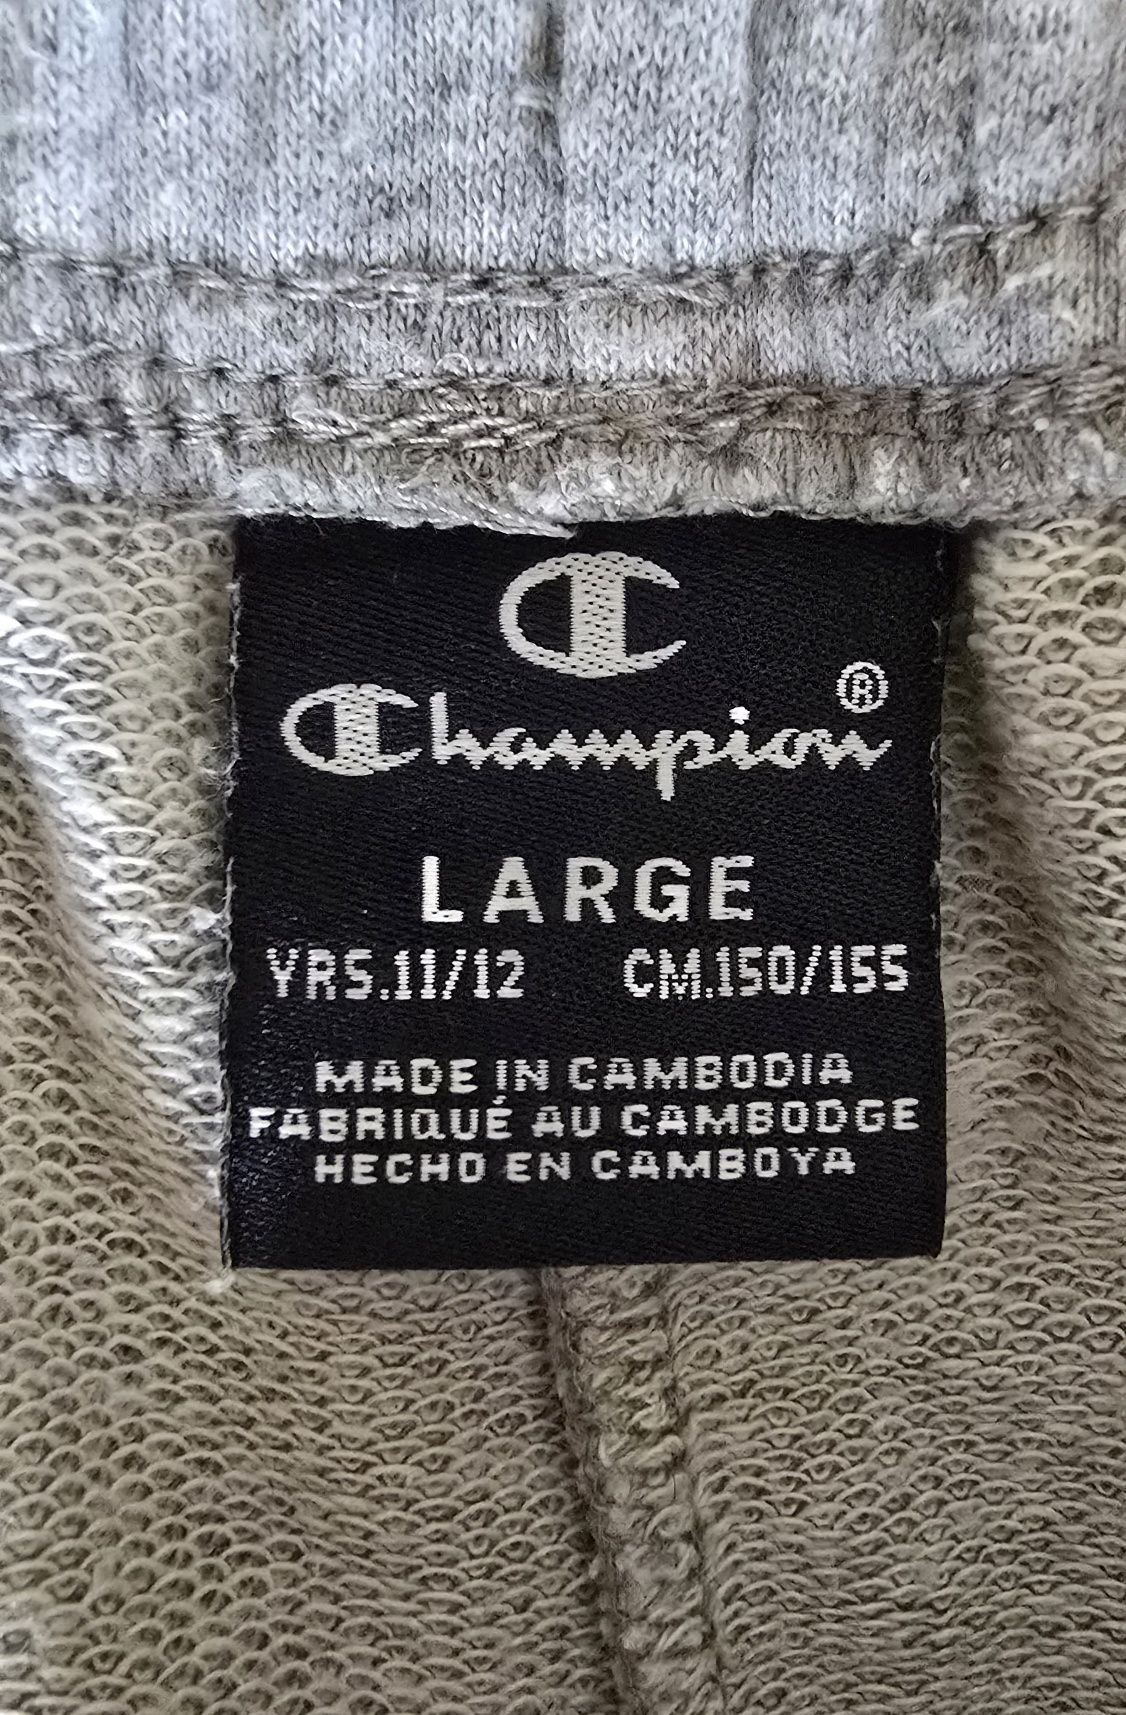 Champion®
LARGE
YRS.11/12 CM.150/155
MADE IN CAMBODIA
FABRIQUÉ AU CAMBODGE
HECHO EN CAMBOYA